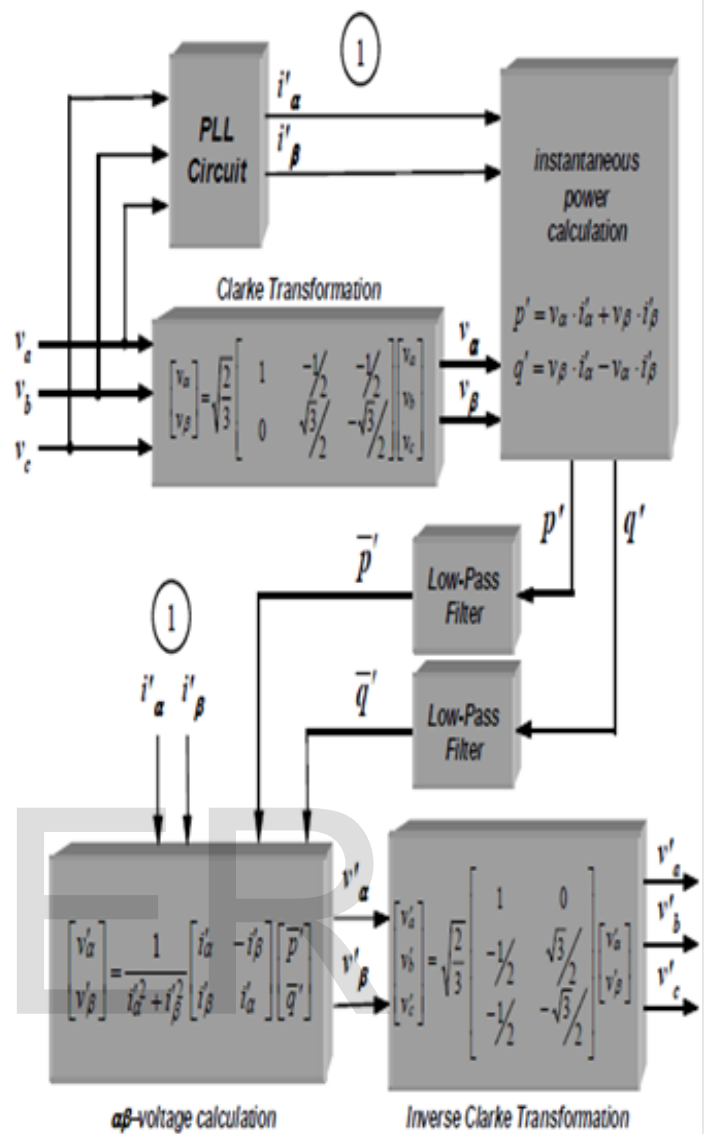 1
PLL
Circuit
i'α
i'β
instantaneous
power
calculation
p' = vα · i'α + vβ · i'β
q' = vβ · i'α − vα · i'β
Clarke Transformation
va
vb
vc
[vα vβ] = √2/3 [1 −1/2 −1/2 0 √3/2 −√3/2] [va vb vc]
vα
vβ
p'
q'
p̅'
Low-Pass
Filter
q̅'
Low-Pass
Filter
1
i'α i'β
[v'α v'β] = 1/(i'α² + i'β²) [i'α −i'β i'β i'α] [p̅' q̅']
αβ–voltage calculation
v'α
v'β
[v'a v'b v'c] = √2/3 [1 0 −1/2 √3/2 −1/2 −√3/2] [v'α v'β]
Inverse Clarke Transformation
v'a
v'b
v'c
ER